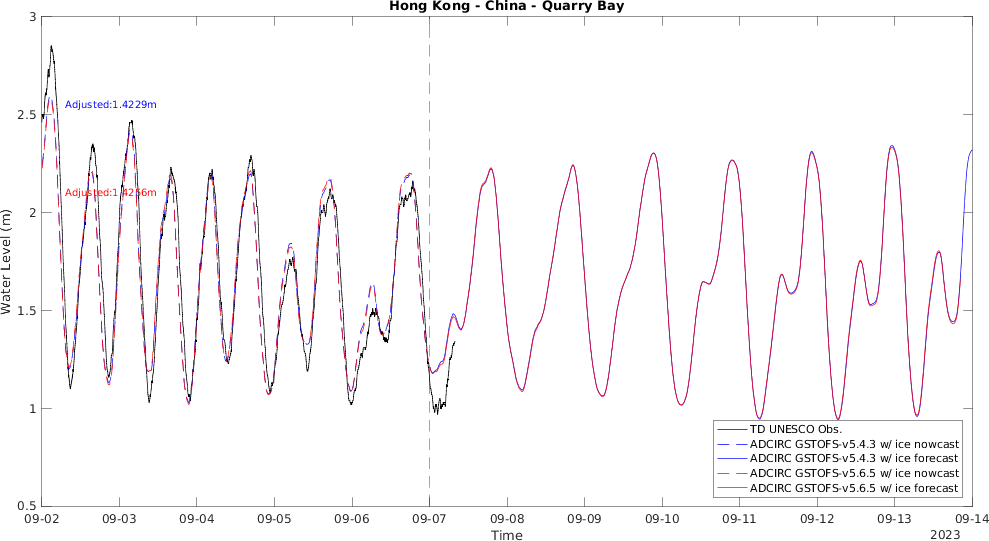 Hong Kong - China - Quarry Bay
Water Level (m)
3
2.5
2
1.5
1
0.5
Adjusted:1.4229m
Adjusted:1.4256m
TD UNESCO Obs.
ADCIRC GSTOFS-v5.4.3 w/ ice nowcast
ADCIRC GSTOFS-v5.4.3 w/ ice forecast
ADCIRC GSTOFS-v5.6.5 w/ ice nowcast
ADCIRC GSTOFS-v5.6.5 w/ ice forecast
09-02 09-03 09-04 09-05 09-06 09-07 09-08 09-09 09-10 09-11 09-12 09-13 09-14
Time
2023